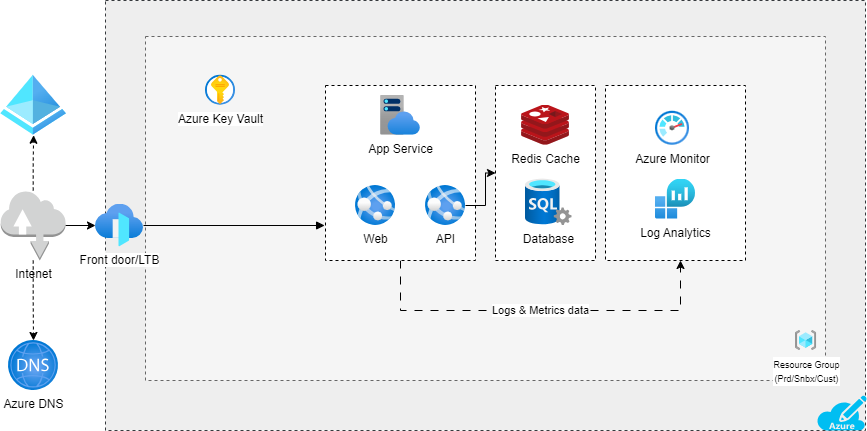 Azure Key Vault
App Service
Redis Cache
Azure Monitor
SQL
Web
API
Database
Log Analytics
Intenet
Front door/LTB
Logs & Metrics data
DNS
Azure DNS
Resource Group
(Prd/Snbx/Cust)
Azure